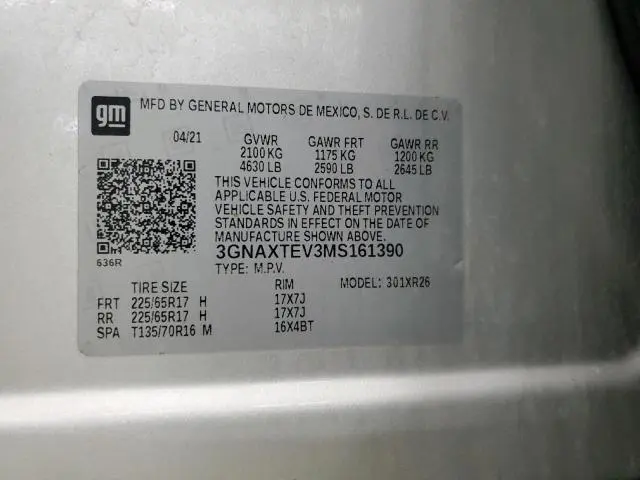 gm
MFD BY GENERAL MOTORS DE MEXICO, S. DE R.L. DE C.V.
04/21 GVWR GAWR FRT GAWR RR
2100 KG 1175 KG 1200 KG
4630 LB 2590 LB 2645 LB
THIS VEHICLE CONFORMS TO ALL
APPLICABLE U.S. FEDERAL MOTOR
VEHICLE SAFETY AND THEFT PREVENTION
STANDARDS IN EFFECT ON THE DATE OF
MANUFACTURE SHOWN ABOVE.
636R
3GNAXTEV3MS161390
TYPE: M.P.V. MODEL: 301XR26
TIRE SIZE RIM
FRT 225/65R17 H 17X7J
RR 225/65R17 H 17X7J
SPA T135/70R16 M 16X4BT